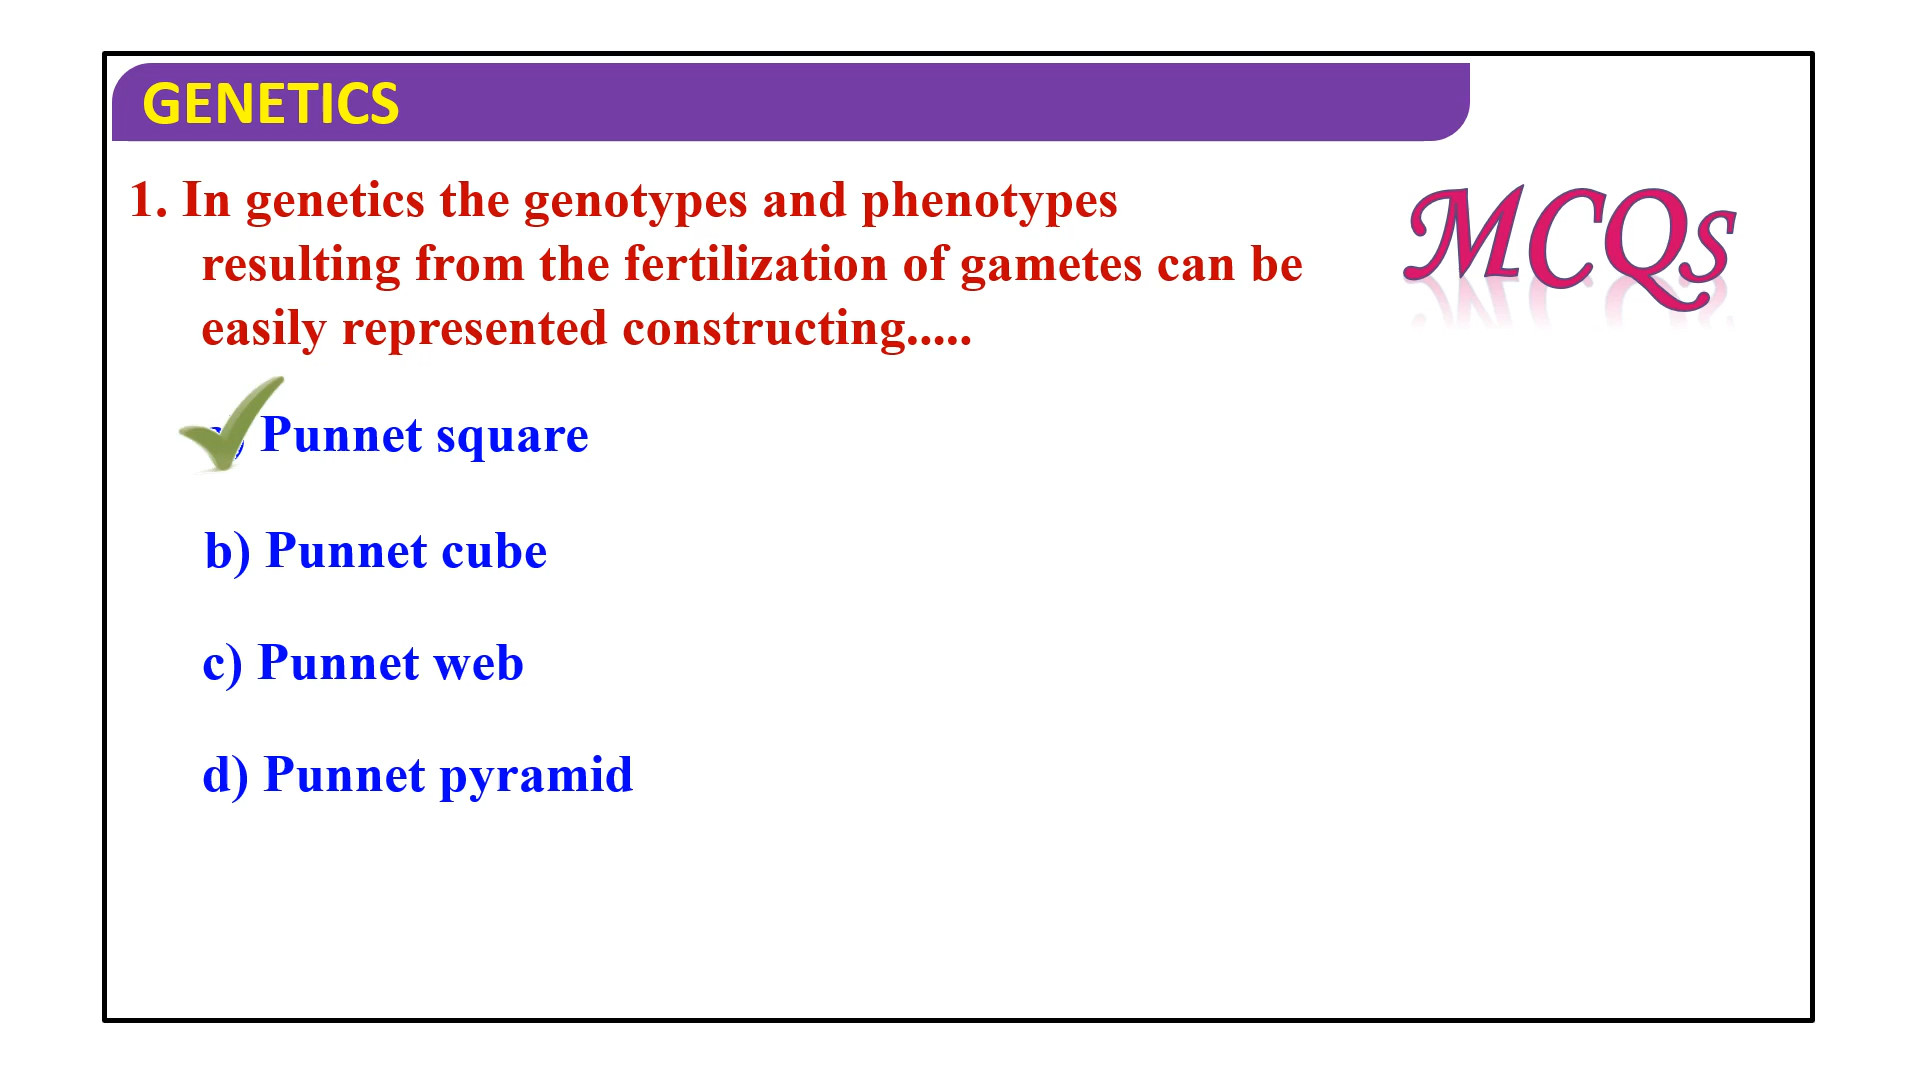 GENETICS
1. In genetics the genotypes and phenotypes
resulting from the fertilization of gametes can be
easily represented constructing.....
MCQs
Punnet square
b) Punnet cube
c) Punnet web
d) Punnet pyramid